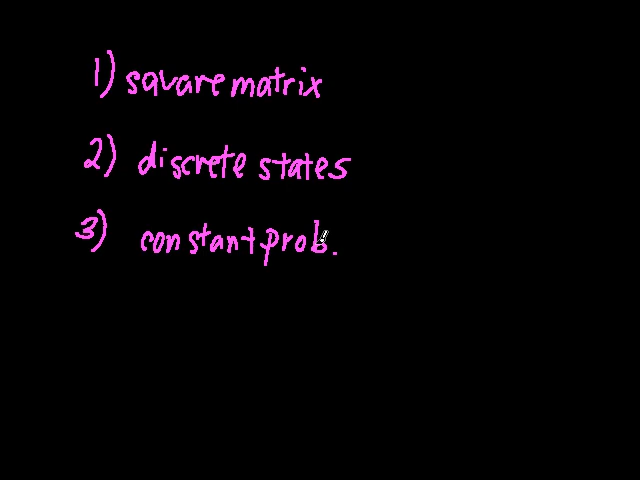 1) square matrix
2) discrete states
3) constant prob.